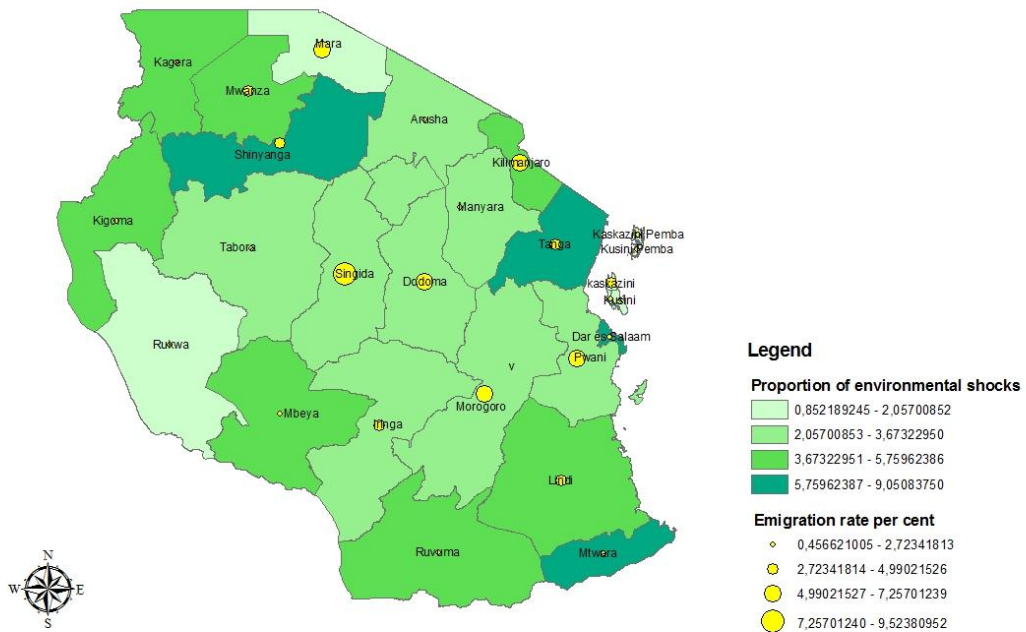 Mara
Kagera
Mwanza
Arusha
Shinyanga
Kilimanjaro
Manyara
Kigoma
Kaskazini Pemba
Tabora
Tanga
Kusini Pemba
Singida
Dodoma
kaskazini
Kusini
Rukwa
Dar es Salaam
Pwani
v
Mbeya
Morogoro
Iringa
Lindi
Ruvuma
Mtwara
N
W
E
S
Legend
Proportion of environmental shocks
0,852189245 - 2,05700852
2,05700853 - 3,67322950
3,67322951 - 5,75962386
5,75962387 - 9,05083750
Emigration rate per cent
0,456621005 - 2,72341813
2,72341814 - 4,99021526
4,99021527 - 7,25701239
7,25701240 - 9,52380952